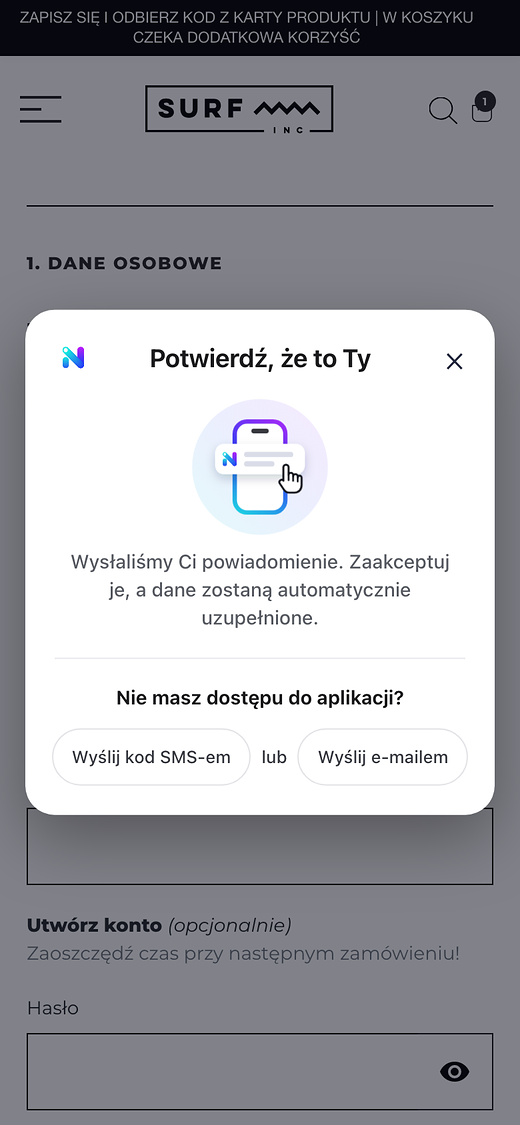 ZAPISZ SIĘ I ODBIERZ KOD Z KARTY PRODUKTU | W KOSZYKU
CZEKA DODATKOWA KORZYŚĆ
SURF
INC
1
1. DANE OSOBOWE
Potwierdź, że to Ty
Wysłaliśmy Ci powiadomienie. Zaakceptuj
je, a dane zostaną automatycznie
uzupełnione.
Nie masz dostępu do aplikacji?
Wyślij kod SMS-em lub Wyślij e-mailem
Utwórz konto (opcjonalnie)
Zaoszczędź czas przy następnym zamówieniu!
Hasło